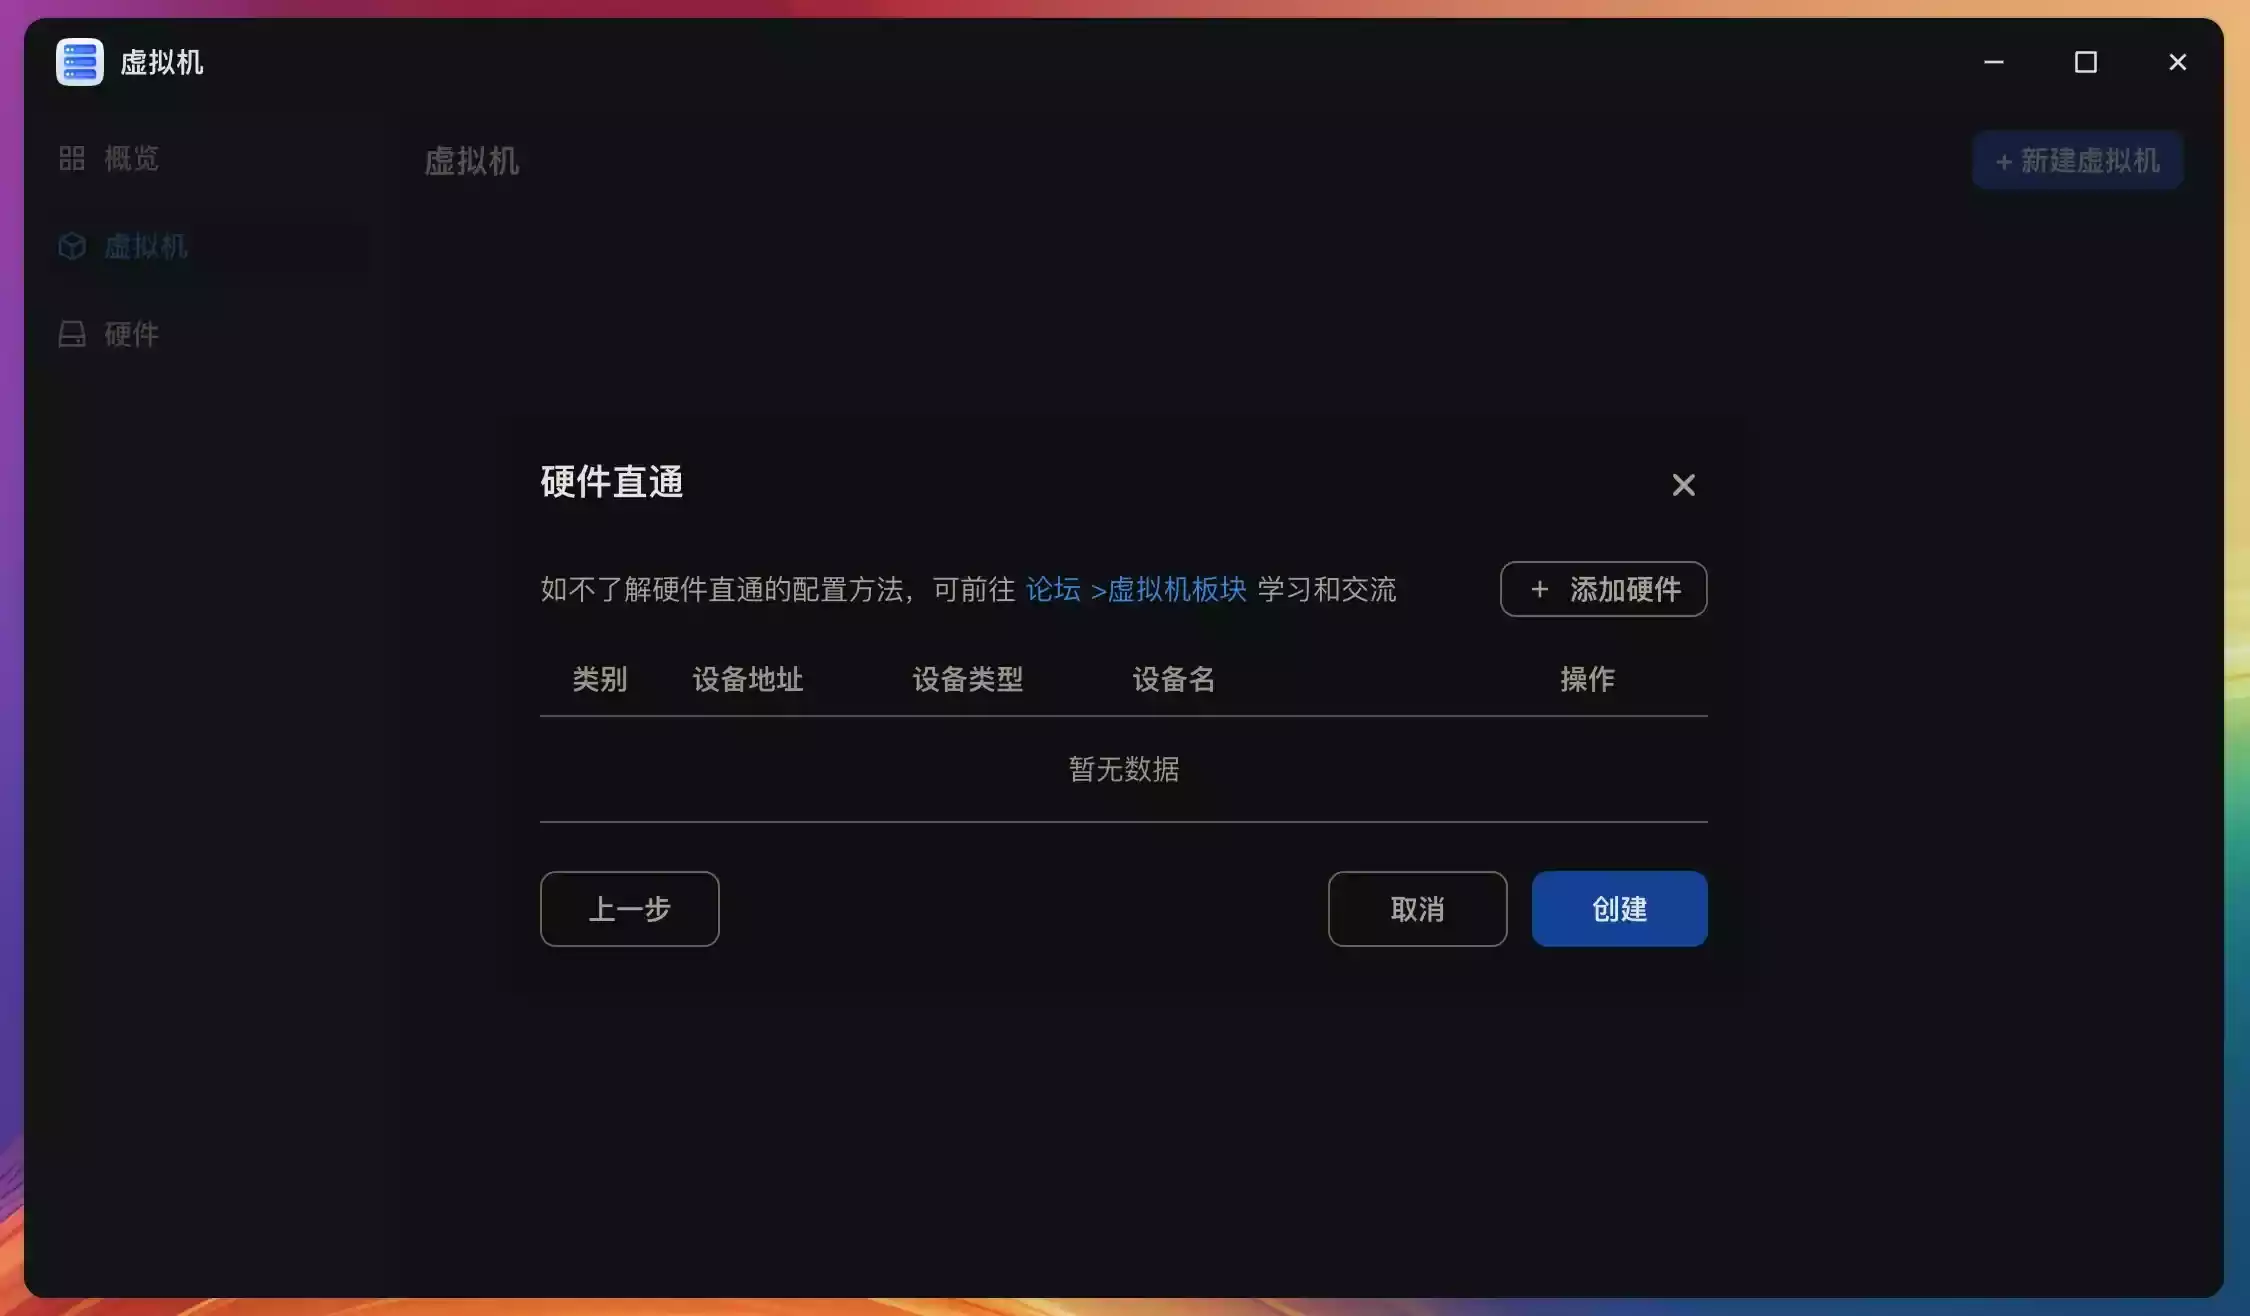 虚拟机
概览
虚拟机
硬件
虚拟机
+ 新建虚拟机
硬件直通
如不了解硬件直通的配置方法，可前往 论坛 >虚拟机板块 学习和交流
+ 添加硬件
类别 设备地址 设备类型 设备名 操作
暂无数据
上一步
取消
创建